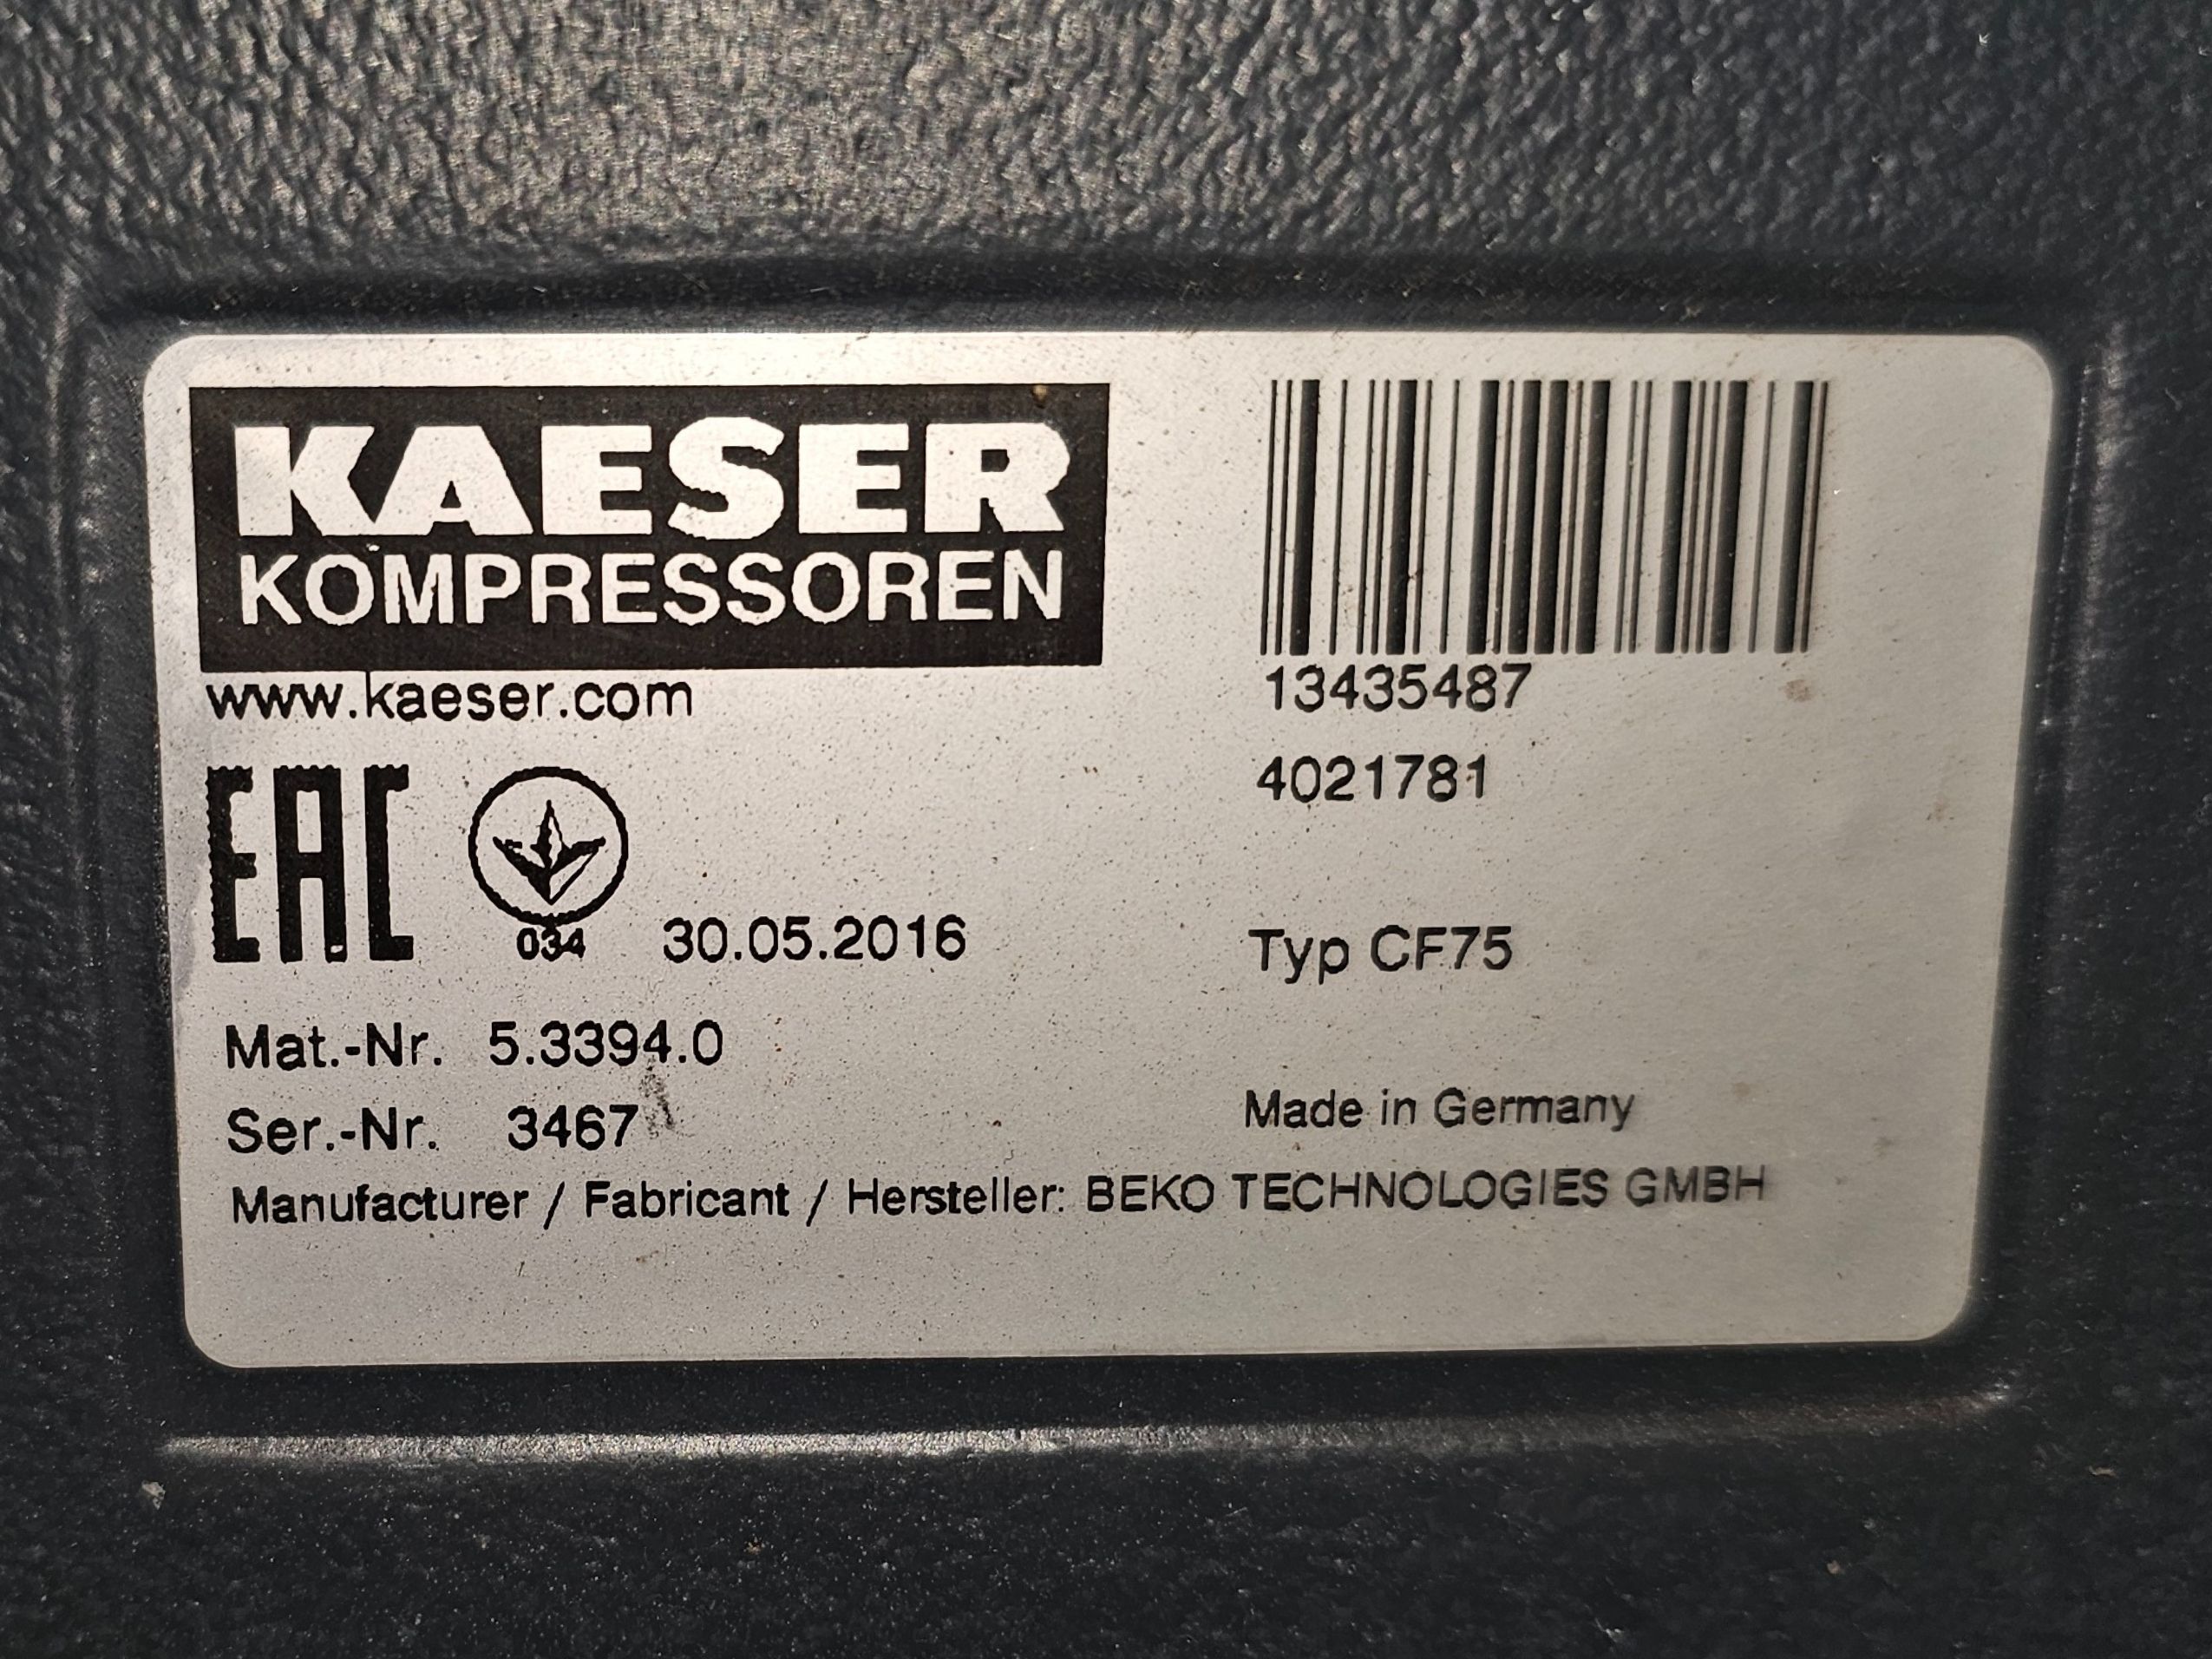 KAESER
KOMPRESSOREN
www.kaeser.com
13435487
4021781
EAC
034
30.05.2016
Typ CF75
Mat.-Nr. 5.3394.0
Ser.-Nr. 3467
Made in Germany
Manufacturer / Fabricant / Hersteller: BEKO TECHNOLOGIES GMBH